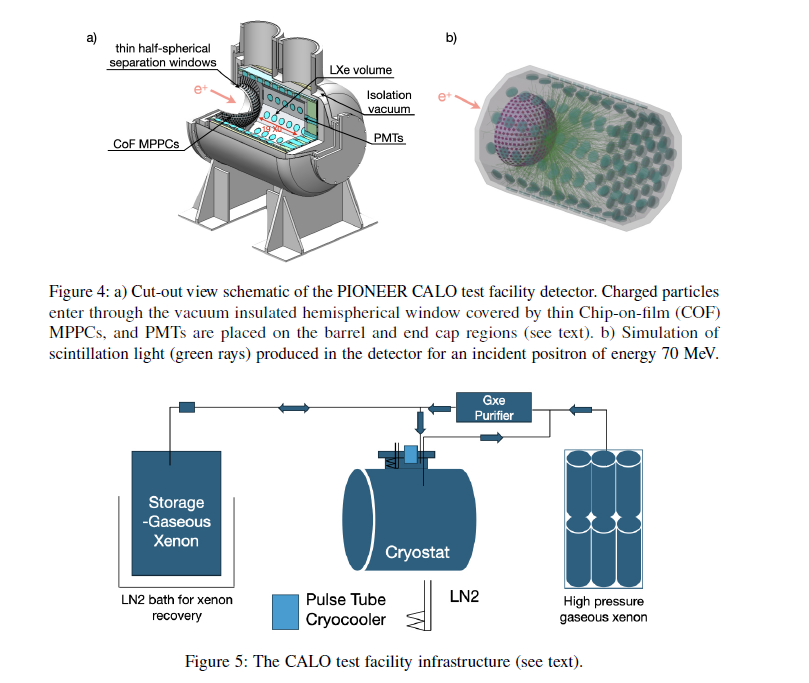 a)
thin half-spherical
separation windows
e+
LXe volume
Isolation
vacuum
19 X0
PMTs
CoF MPPCs
b)
e+
Figure 4: a) Cut-out view schematic of the PIONEER CALO test facility detector. Charged particles
enter through the vacuum insulated hemispherical window covered by thin Chip-on-film (COF)
MPPCs, and PMTs are placed on the barrel and end cap regions (see text). b) Simulation of
scintillation light (green rays) produced in the detector for an incident positron of energy 70 MeV.
Gxe
Purifier
Storage
-Gaseous
Xenon
Cryostat
LN2 bath for xenon
recovery
Pulse Tube
Cryocooler
LN2
High pressure
gaseous xenon
Figure 5: The CALO test facility infrastructure (see text).